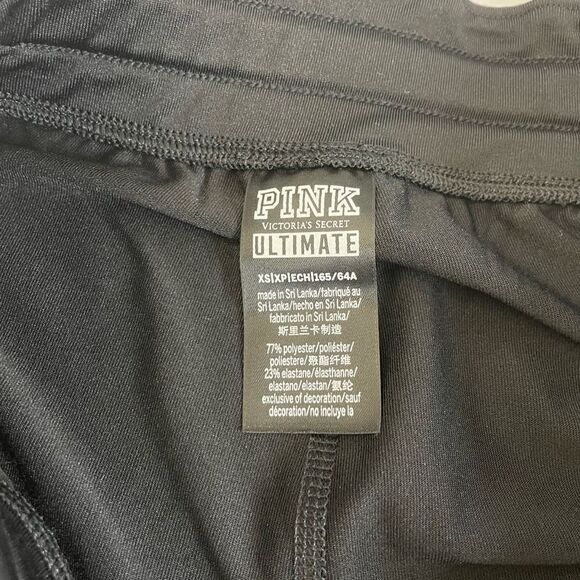 PINK
VICTORIA'S SECRET
ULTIMATE
XS|XP|ECH|165/64A
made in Sri Lanka/fabriqué au
Sri Lanka/hecho en Sri Lanka/
fabbricato in Sri Lanka/
斯里兰卡制造
77% polyester/poliéster/
poliestere/聚酯纤维
23% elastane/élasthanne/
elastano/elastan/氨纶
exclusive of decoration/sauf
décoration/no incluye la